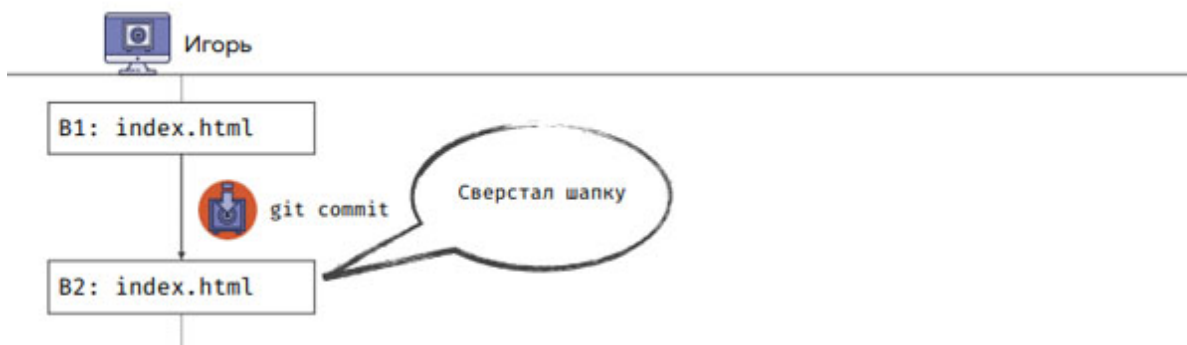 Игорь
B1: index.html
git commit
Сверстал шапку
B2: index.html